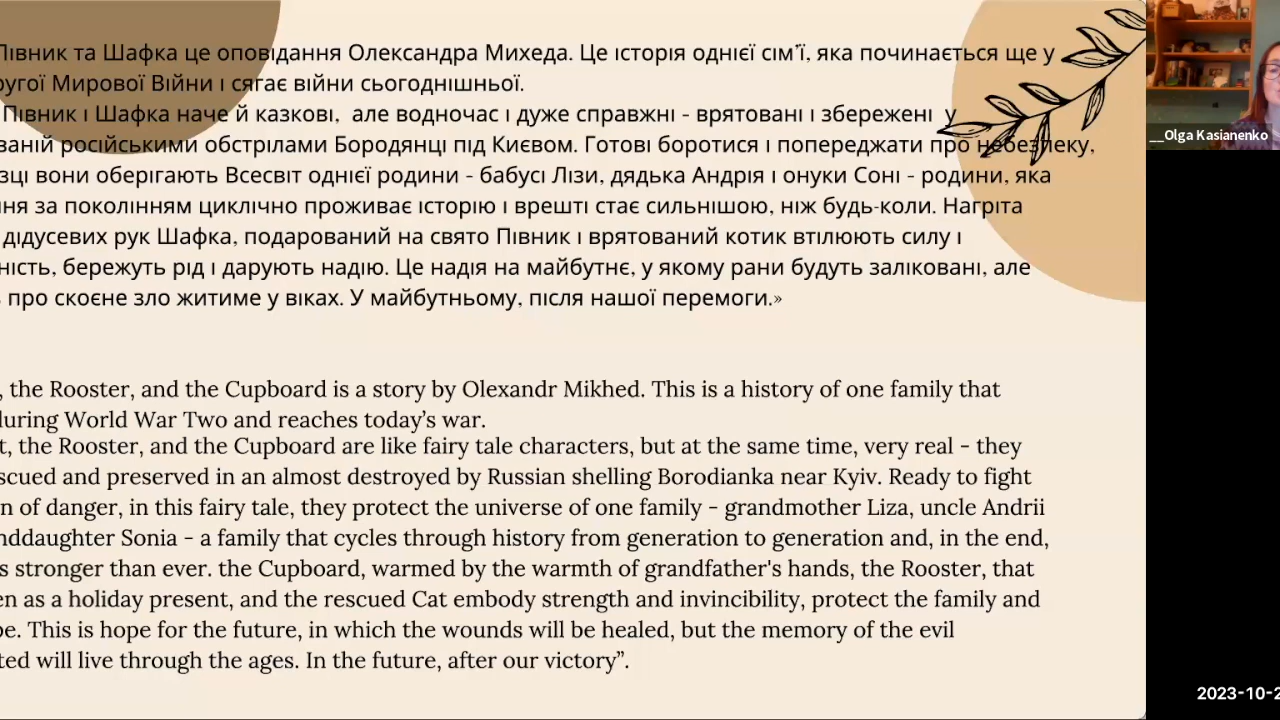 Півник та Шафка це оповідання Олександра Михеда. Це історія однієї сім’ї, яка починається ще у
ругої Мирової Війни і сягає війни сьогоднішньої.
Півник і Шафка наче й казкові, але водночас і дуже справжні - врятовані і збережені у
ваній російськими обстрілами Бородянці під Києвом. Готові боротися і попереджати про небезпеку,
зці вони оберігають Всесвіт однієї родини - бабусі Лізи, дядька Андрія і онуки Соні - родини, яка
ня за поколінням циклічно проживає історію і врешті стає сильнішою, ніж будь-коли. Нагріта
дідусевих рук Шафка, подарований на свято Півник і врятований котик втілюють силу і
ність, бережуть рід і дарують надію. Це надія на майбутнє, у якому рани будуть заліковані, але
ь про скоєне зло житиме у віках. У майбутньому, після нашої перемоги.»
, the Rooster, and the Cupboard is a story by Olexandr Mikhed. This is a history of one family that
during World War Two and reaches today’s war.
t, the Rooster, and the Cupboard are like fairy tale characters, but at the same time, very real - they
scued and preserved in an almost destroyed by Russian shelling Borodianka near Kyiv. Ready to fight
n of danger, in this fairy tale, they protect the universe of one family - grandmother Liza, uncle Andrii
nddaughter Sonia - a family that cycles through history from generation to generation and, in the end,
s stronger than ever. the Cupboard, warmed by the warmth of grandfather's hands, the Rooster, that
en as a holiday present, and the rescued Cat embody strength and invincibility, protect the family and
pe. This is hope for the future, in which the wounds will be healed, but the memory of the evil
ted will live through the ages. In the future, after our victory”.
__Olga Kasianenko
2023-10-2